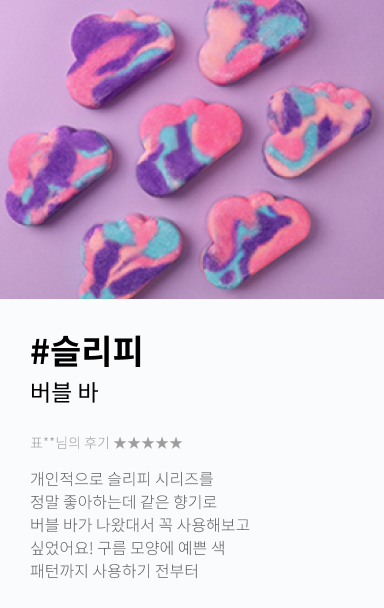 #슬리피
버블 바
표**님의 후기 ★★★★★
개인적으로 슬리피 시리즈를
정말 좋아하는데 같은 향기로
버블 바가 나왔대서 꼭 사용해보고
싶었어요! 구름 모양에 예쁜 색
패턴까지 사용하기 전부터